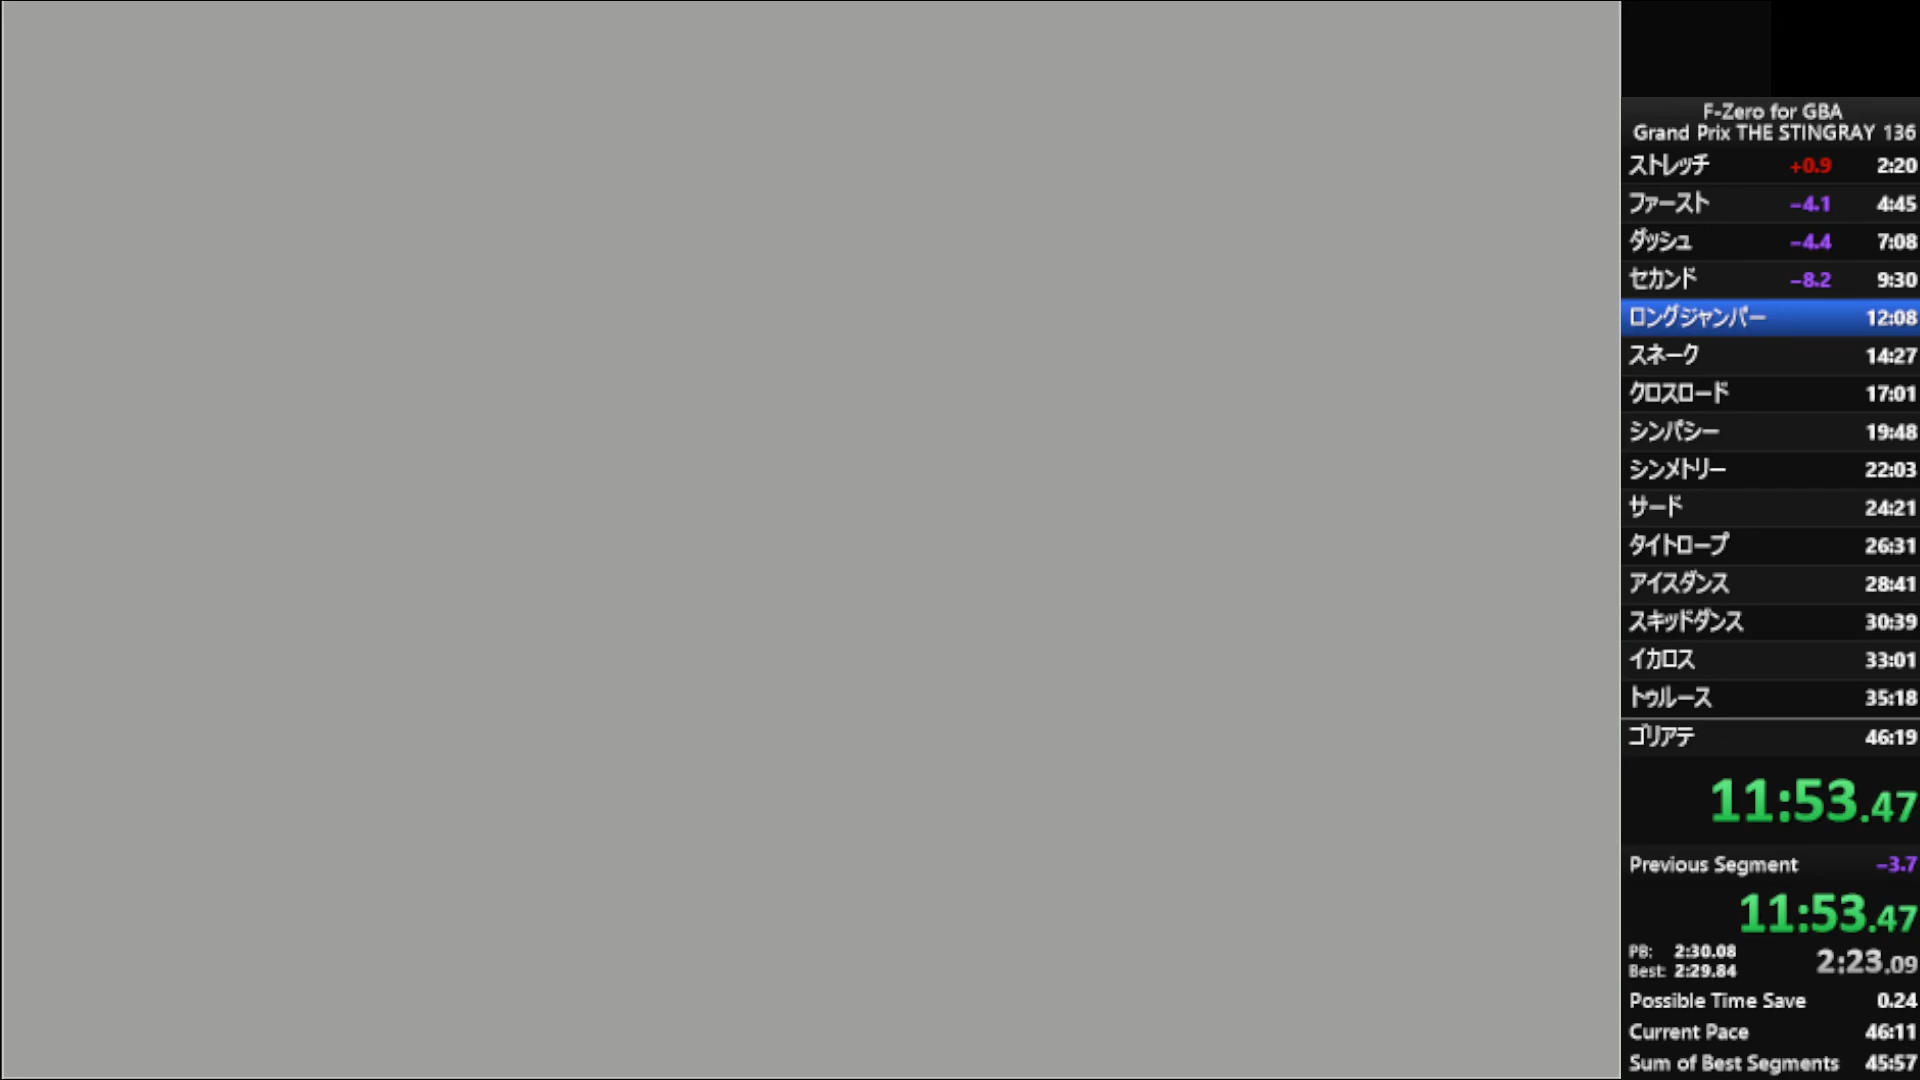 F-Zero for GBA
Grand Prix THE STINGRAY 136
ストレッチ +0.9 2:20
ファースト −4.1 4:45
ダッシュ −4.4 7:08
セカンド −8.2 9:30
ロングジャンパー 12:08
スネーク 14:27
クロスロード 17:01
シンパシー 19:48
シンメトリー 22:03
サード 24:21
タイトロープ 26:31
アイスダンス 28:41
スキッドダンス 30:39
イカロス 33:01
トゥルース 35:18
ゴリアテ 46:19
11:53.47
Previous Segment −3.7
11:53.47
PB: 2:30.08
Best: 2:29.84
2:23.09
Possible Time Save 0.24
Current Pace 46:11
Sum of Best Segments 45:57